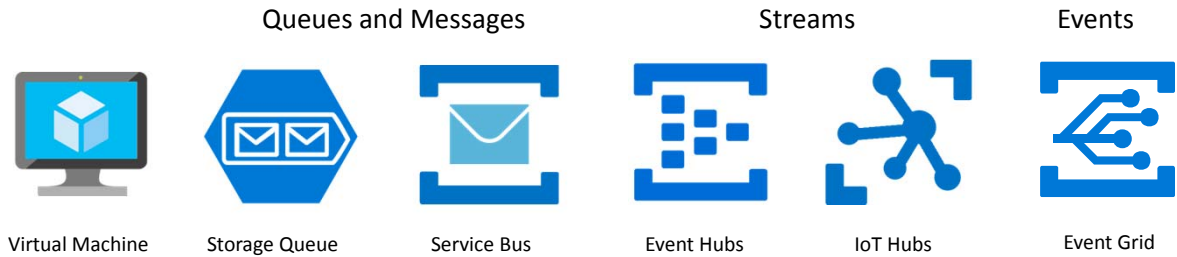 Queues and Messages
Streams
Events
Virtual Machine
Storage Queue
Service Bus
Event Hubs
IoT Hubs
Event Grid